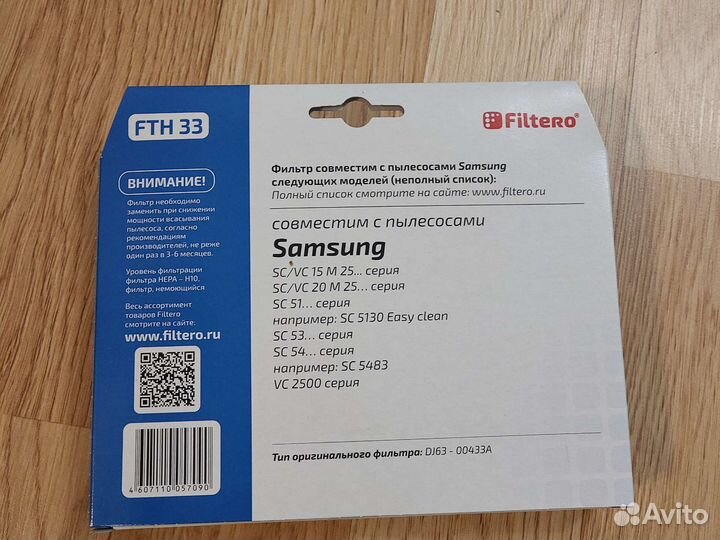 FTH 33
Filtero
ВНИМАНИЕ!
Фильтр необходимо
заменить при снижении
мощности всасывания
пылесоса, согласно
рекомендациям
производителей, не реже
один раз в 3-6 месяцев.
Уровень фильтрации
фильтра HEPA – H10,
фильтр, немоющийся
Весь ассортимент
товаров Filtero
смотрите на сайте:
www.filtero.ru
4 607110 057090
Фильтр совместим с пылесосами Samsung
следующих моделей (неполный список):
Полный список смотрите на сайте: www.filtero.ru
совместим с пылесосами
Samsung
SC/VC 15 M 25... серия
SC/VC 20 M 25... серия
SC 51... серия
например: SC 5130 Easy clean
SC 53... серия
SC 54... серия
например: SC 5483
VC 2500 серия
Тип оригинального фильтра: DJ63 - 00433A
Avito